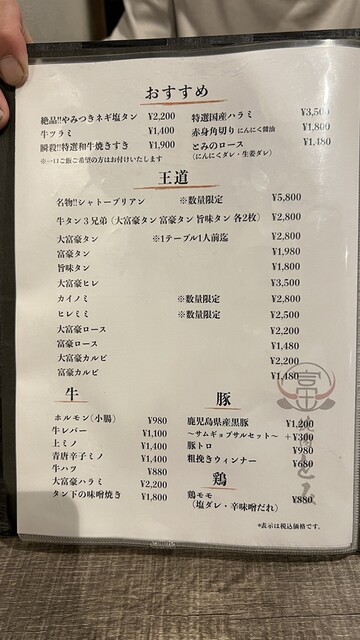 おすすめ
絶品!!やみつきネギ塩タン ¥2,200
牛ツラミ ¥1,400
瞬殺!!特選和牛焼きすき ¥1,900
※一口ご飯ご希望の方はお付けいたします
特選国産ハラミ ¥3,500
赤身角切り にんにく醤油 ¥1,800
とみのロース ¥1,480
(にんにくダレ・生姜ダレ)
王道
名物!!シャトーブリアン ※数量限定 ¥5,800
牛タン3兄弟(大富豪タン 富豪タン 旨味タン 各2枚) ¥2,800
大富豪タン ※1テーブル1人前迄 ¥2,800
富豪タン ¥1,980
旨味タン ¥1,800
大富豪ヒレ ¥3,500
カイノミ ※数量限定 ¥2,800
ヒレミミ ※数量限定 ¥2,500
大富豪ロース ¥2,200
富豪ロース ¥1,480
大富豪カルビ ¥2,200
富豪カルビ ¥1,480
牛
ホルモン(小腸) ¥980
牛レバー ¥1,100
上ミノ ¥1,400
青唐辛子ミノ ¥1,400
牛ハツ ¥880
大富豪ハラミ ¥2,200
タン下の味噌焼き ¥1,800
豚
鹿児島県産黒豚 ¥1,200
〜サムギョプサルセット〜 +¥300
豚トロ ¥980
粗挽きウィンナー ¥680
鶏
鶏モモ ¥880
(塩ダレ・辛味噌だれ)
*表示は税込価格です。